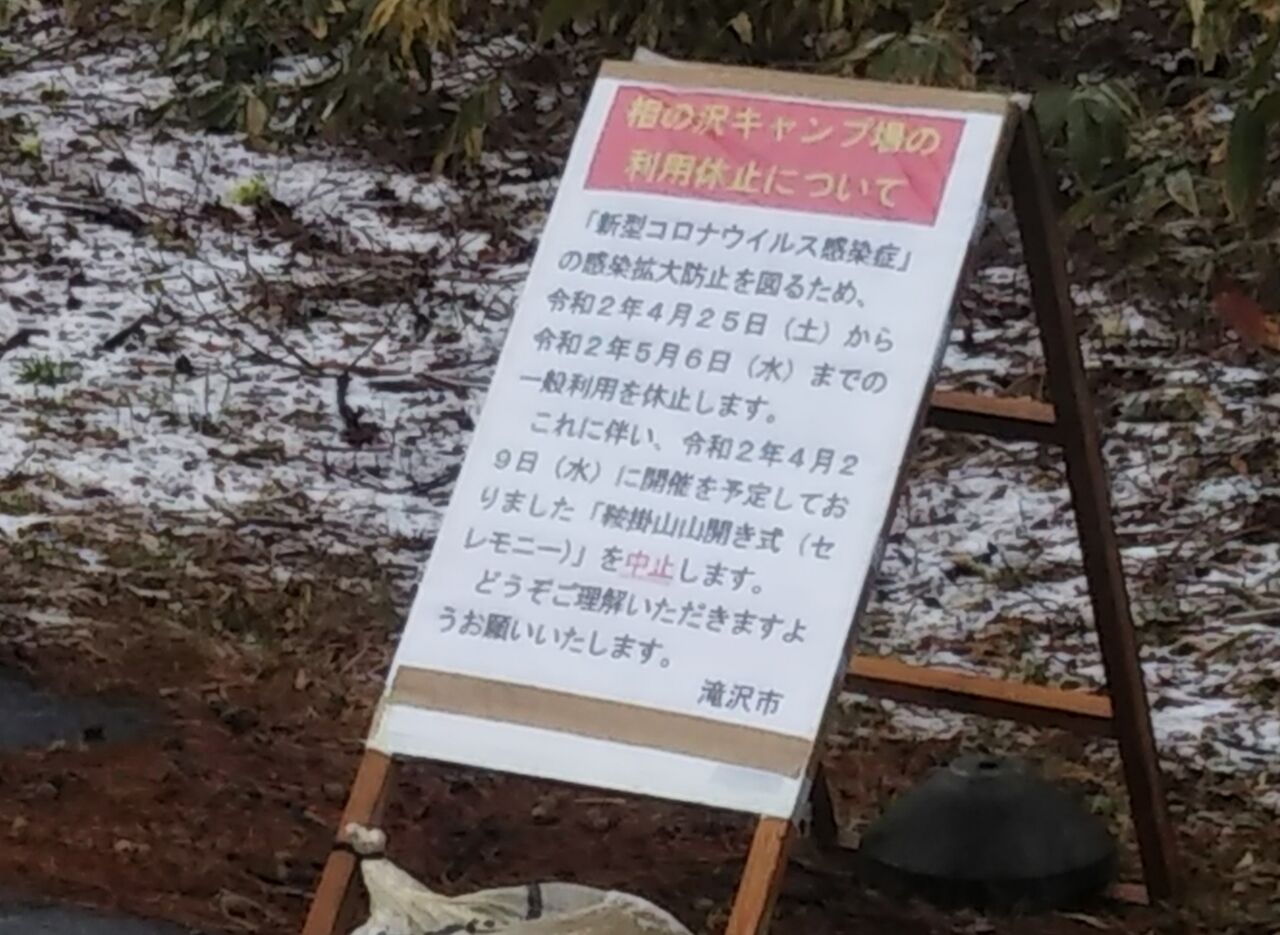 相の沢キャンプ場の
利用休止について
「新型コロナウイルス感染症」
の感染拡大防止を図るため、
令和２年４月２５日（土）から
令和２年５月６日（水）までの
一般利用を休止します。
これに伴い、令和２年４月２
９日（水）に開催を予定してお
りました「鞍掛山山開き式（セ
レモニー）」を中止します。
どうぞご理解いただきますよ
うお願いいたします。
滝沢市